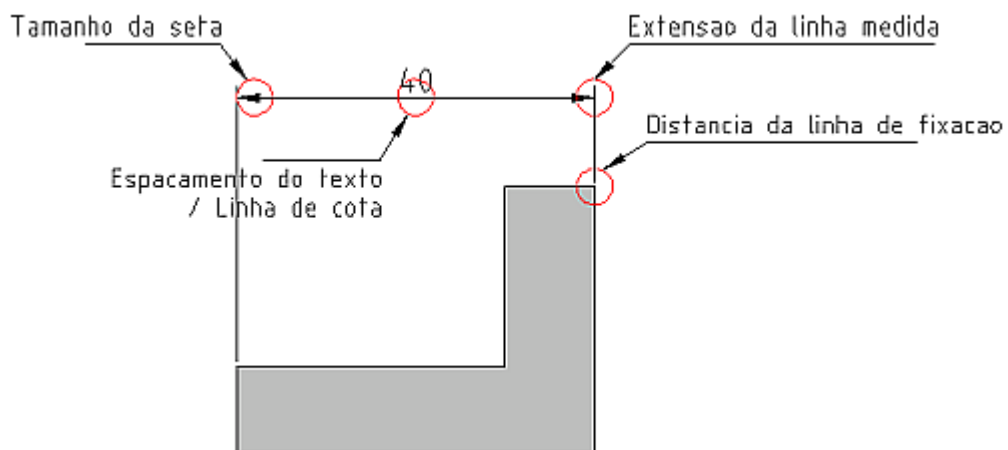 Tamanho da seta
Extensao da linha medida
40
Distancia da linha de fixacao
Espacamento do texto
/ Linha de cota